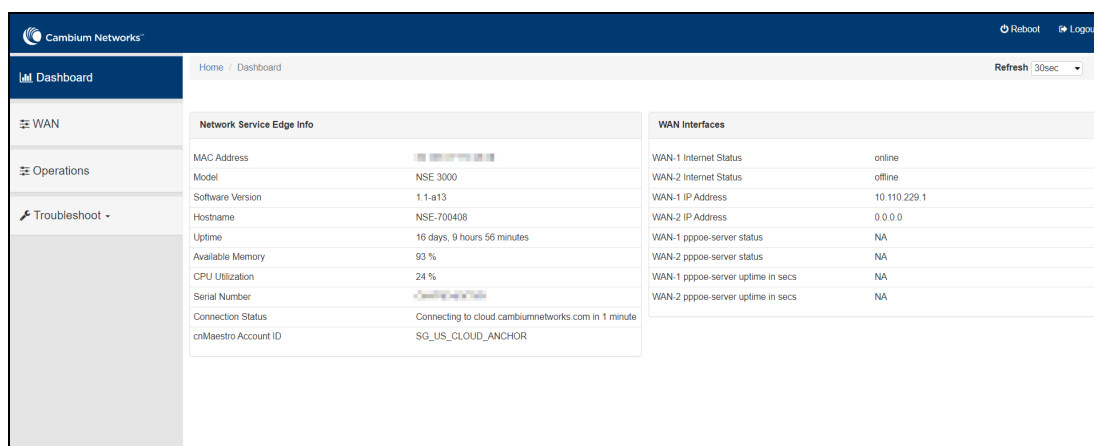 Cambium Networks™
Reboot Logou
Dashboard
Home / Dashboard
Refresh 30sec
WAN
Operations
Troubleshoot
Network Service Edge Info
MAC Address
Model NSE 3000
Software Version 1.1-a13
Hostname NSE-700408
Uptime 16 days, 9 hours 56 minutes
Available Memory 93 %
CPU Utilization 24 %
Serial Number
Connection Status Connecting to cloud.cambiumnetworks.com in 1 minute
cnMaestro Account ID SG_US_CLOUD_ANCHOR
WAN Interfaces
WAN-1 Internet Status online
WAN-2 Internet Status offline
WAN-1 IP Address 10.110.229.1
WAN-2 IP Address 0.0.0.0
WAN-1 pppoe-server status NA
WAN-2 pppoe-server status NA
WAN-1 pppoe-server uptime in secs NA
WAN-2 pppoe-server uptime in secs NA